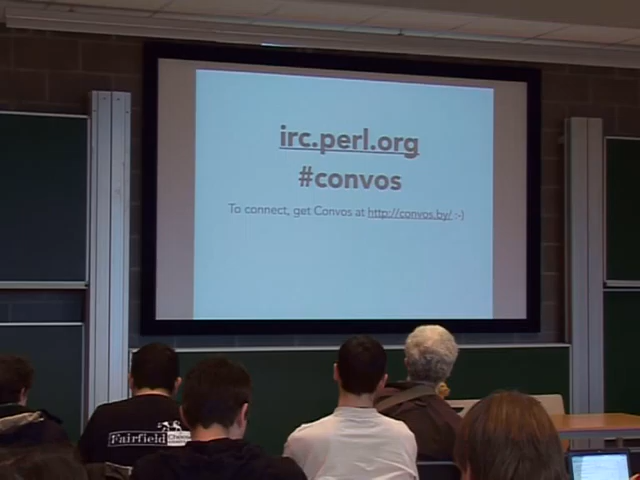 irc.perl.org
#convos
To connect, get Convos at http://convos.by/ :-)
Fairfield